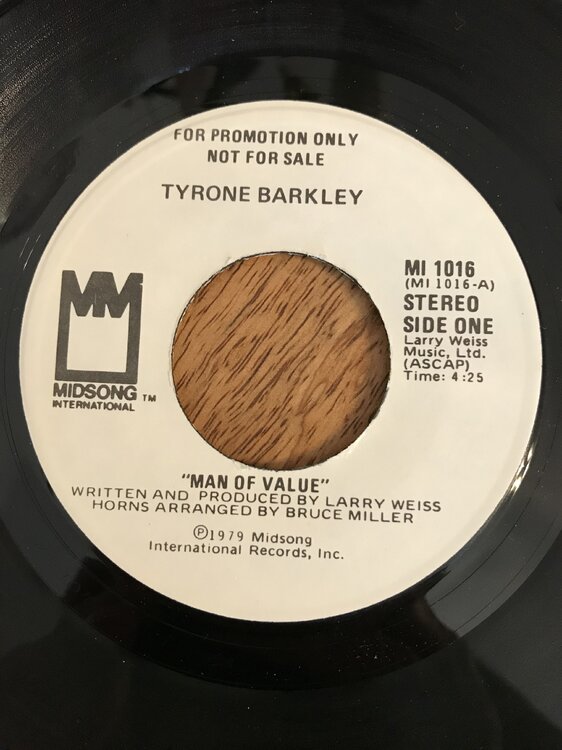 FOR PROMOTION ONLY
NOT FOR SALE
TYRONE BARKLEY
MI 1016
(MI 1016-A)
STEREO
SIDE ONE
Larry Weiss
Music, Ltd.
(ASCAP)
Time: 4:25
MM
MIDSONG TM
INTERNATIONAL
"MAN OF VALUE"
WRITTEN AND PRODUCED BY LARRY WEISS
HORNS ARRANGED BY BRUCE MILLER
℗1979 Midsong
International Records, Inc.